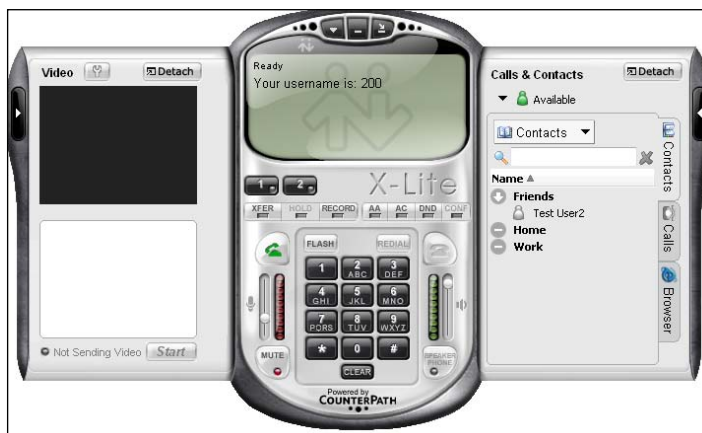 Video
Detach
Not Sending Video
Start
Ready
Your username is: 200
1
2
X-Lite
XFER HOLD RECORD AA AC DND CONF
FLASH
REDIAL
1 2 ABC 3 DEF
4 GHI 5 JKL 6 MNO
7 PQRS 8 TUV 9 WXYZ
* 0 #
MUTE
SPEAKER PHONE
CLEAR
Powered by
COUNTERPATH
Calls & Contacts
Detach
Available
Contacts
Name
Friends
Test User2
Home
Work
Contacts
Calls
Browser